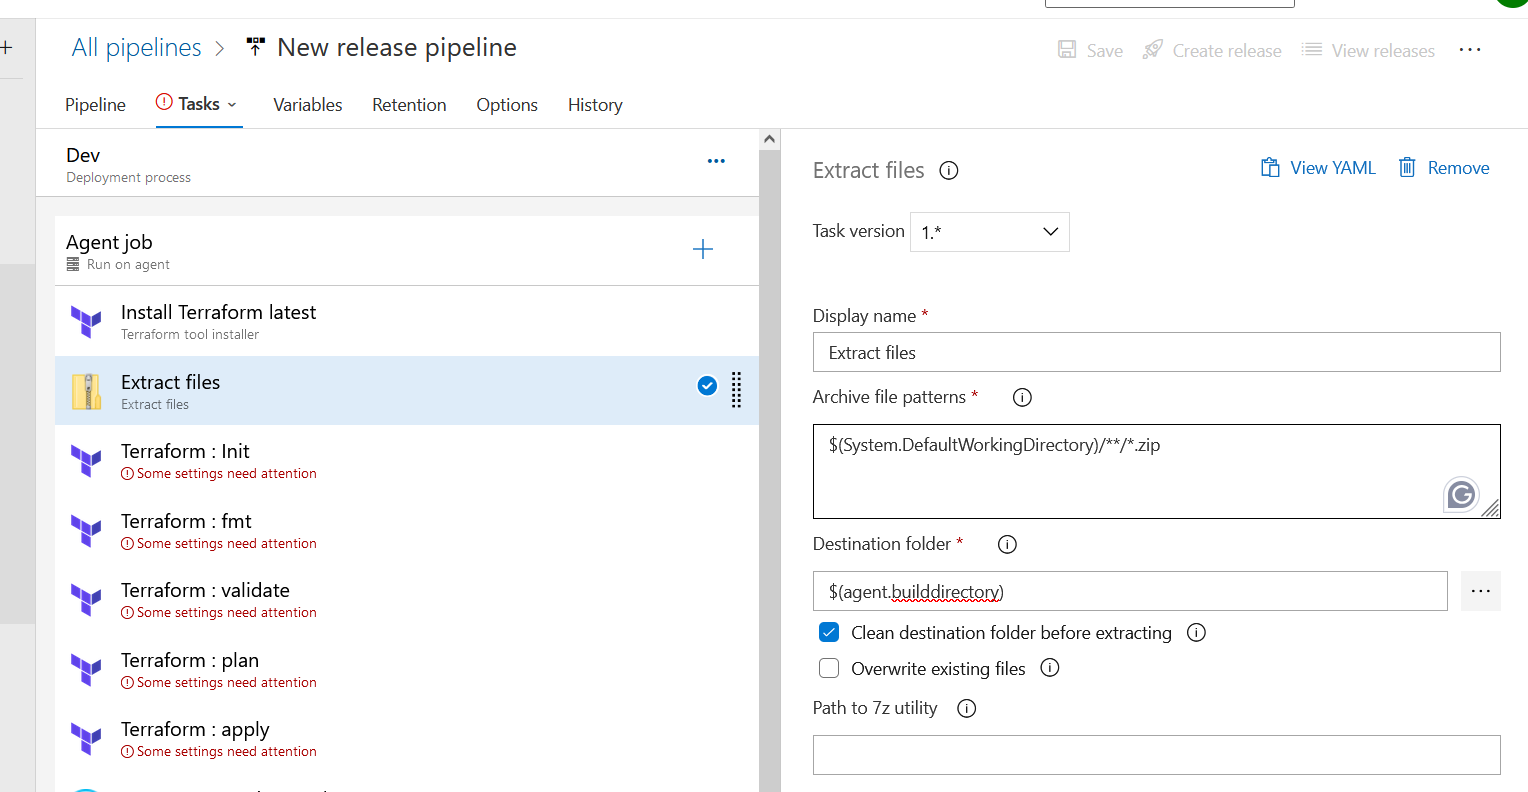 All pipelines > New release pipeline
Save Create release View releases ...
Pipeline Tasks Variables Retention Options History
Dev
Deployment process
Agent job
Run on agent
Install Terraform latest
Terraform tool installer
Extract files
Extract files
Terraform : Init
Some settings need attention
Terraform : fmt
Some settings need attention
Terraform : validate
Some settings need attention
Terraform : plan
Some settings need attention
Terraform : apply
Some settings need attention
Extract files
View YAML Remove
Task version 1.*
Display name *
Extract files
Archive file patterns *
$(System.DefaultWorkingDirectory)/**/*.zip
Destination folder *
$(agent.builddirectory)
Clean destination folder before extracting
Overwrite existing files
Path to 7z utility